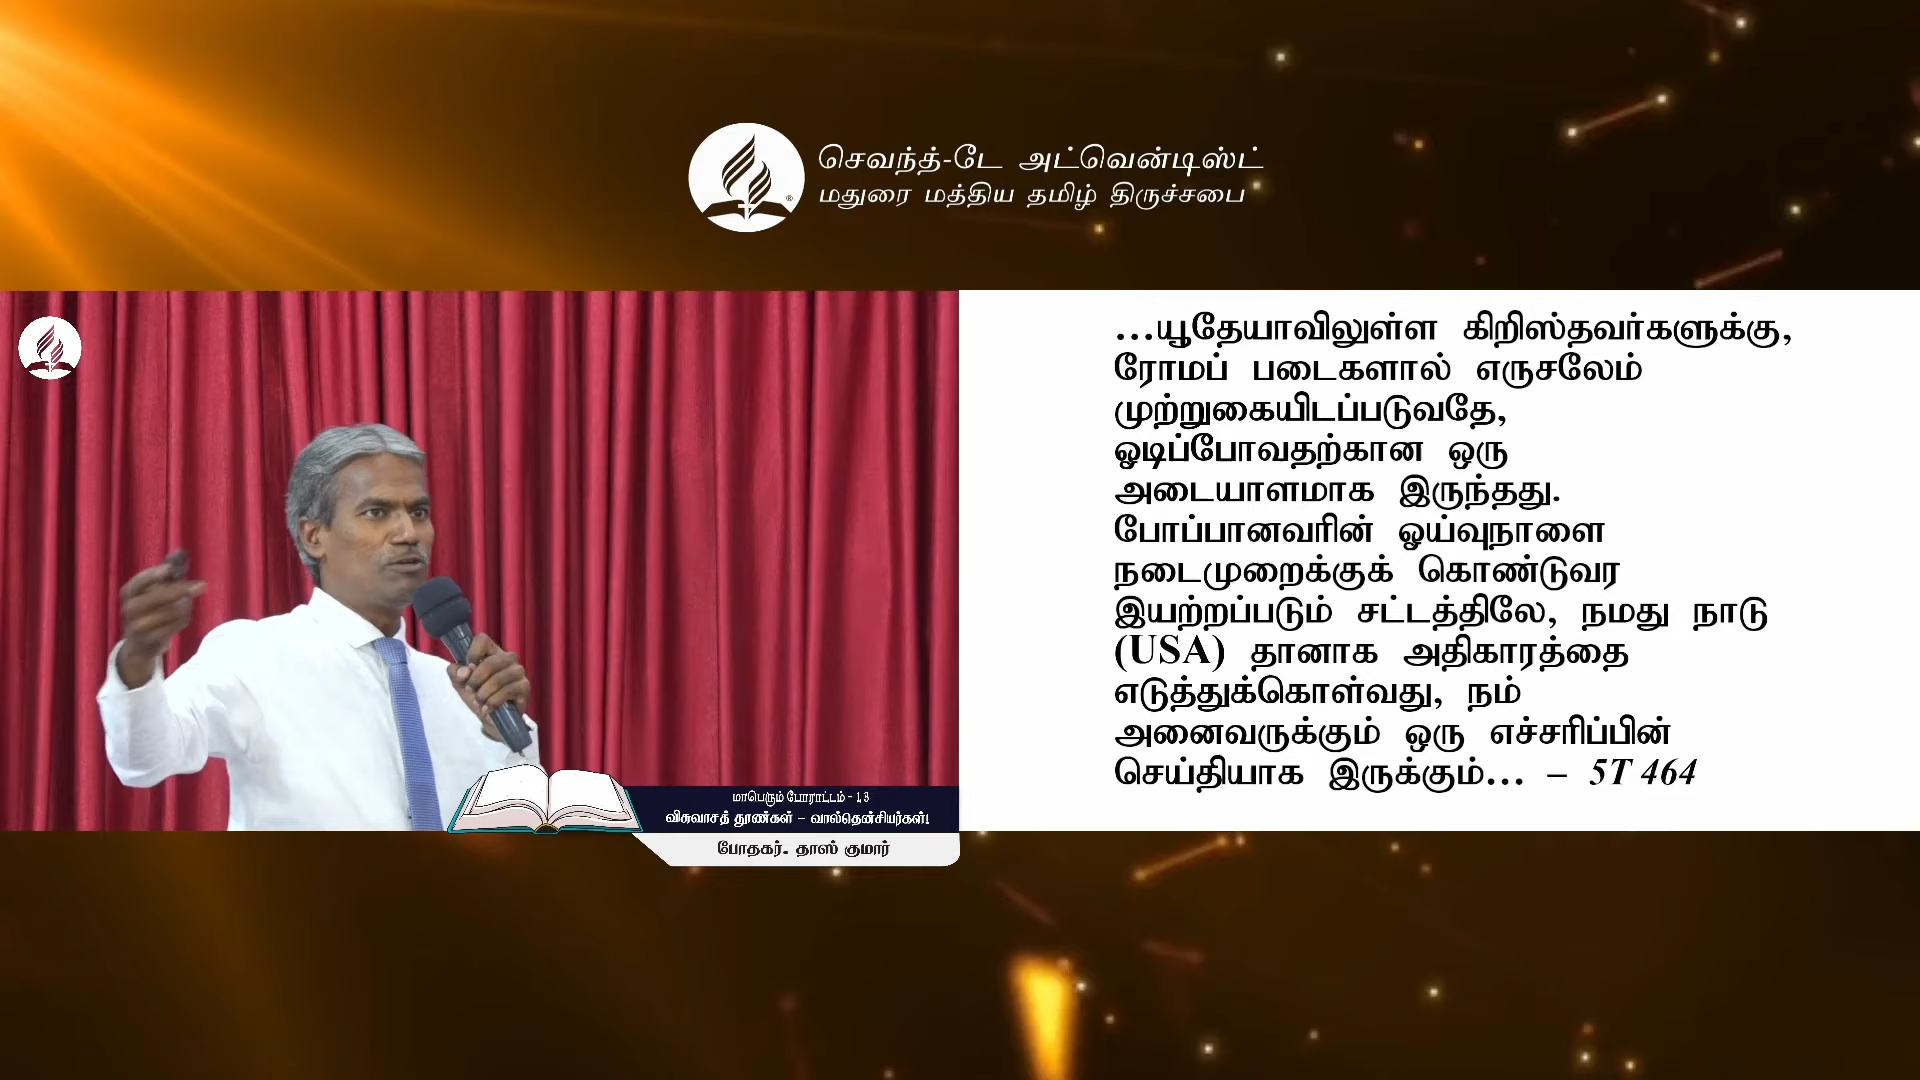 செவந்த்-டே அட்வென்டிஸ்ட்
மதுரை மத்திய தமிழ் திருச்சபை
...யூதேயாவிலுள்ள கிறிஸ்தவர்களுக்கு,
ரோமப் படைகளால் எருசலேம்
முற்றுகையிடப்படுவதே,
ஓடிப்போவதற்கான ஒரு
அடையாளமாக இருந்தது.
போப்பானவரின் ஓய்வுநாளை
நடைமுறைக்குக் கொண்டுவர
இயற்றப்படும் சட்டத்திலே, நமது நாடு
(USA) தானாக அதிகாரத்தை
எடுத்துக்கொள்வது, நம்
அனைவருக்கும் ஒரு எச்சரிப்பின்
செய்தியாக இருக்கும்... – 5T 464
மாபெரும் போராட்டம் - 13
விசுவாசத் தூண்கள் – வால்தென்சியர்கள்!
போதகர். தாஸ் குமார்